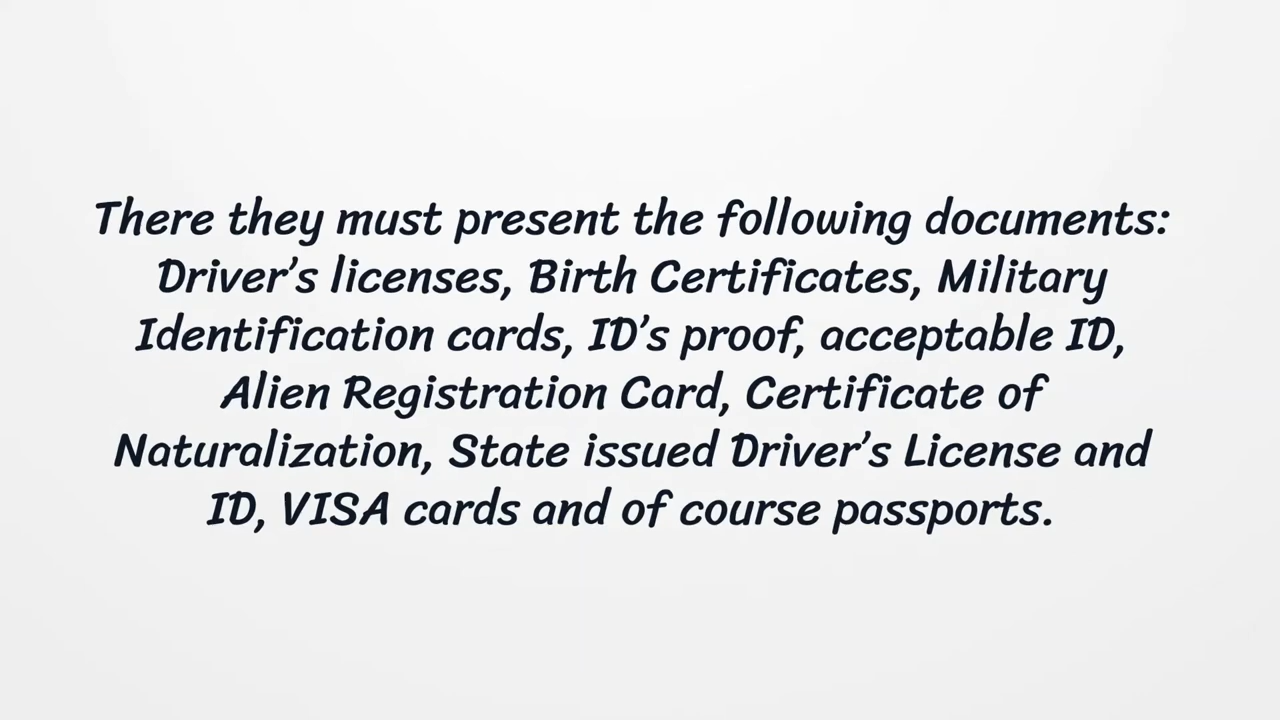 There they must present the following documents:
Driver’s licenses, Birth Certificates, Military
Identification cards, ID’s proof, acceptable ID,
Alien Registration Card, Certificate of
Naturalization, State issued Driver’s License and
ID, VISA cards and of course passports.